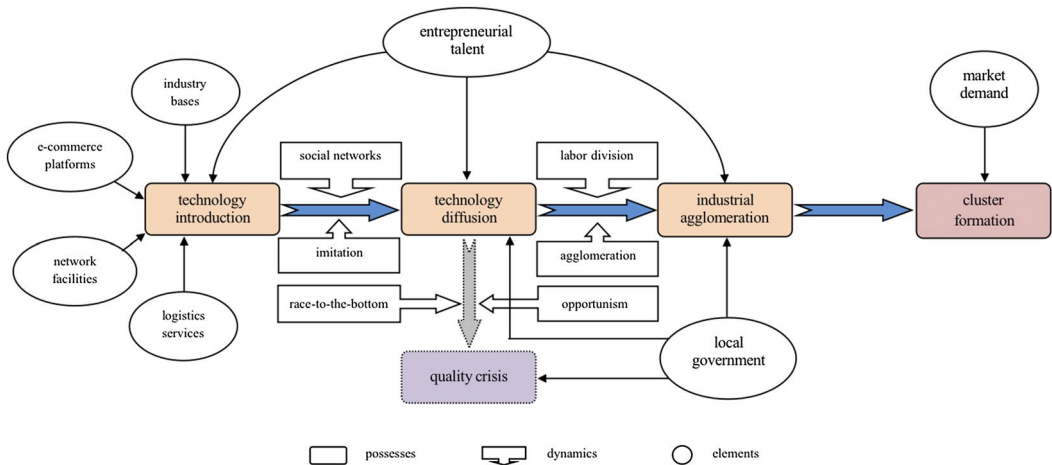 entrepreneurial
talent
market
demand
industry
bases
e-commerce
platforms
social networks
labor division
technology
introduction
technology
diffusion
industrial
agglomeration
cluster
formation
imitation
agglomeration
network
facilities
race-to-the-bottom
opportunism
logistics
services
local
government
quality crisis
possesses
dynamics
elements